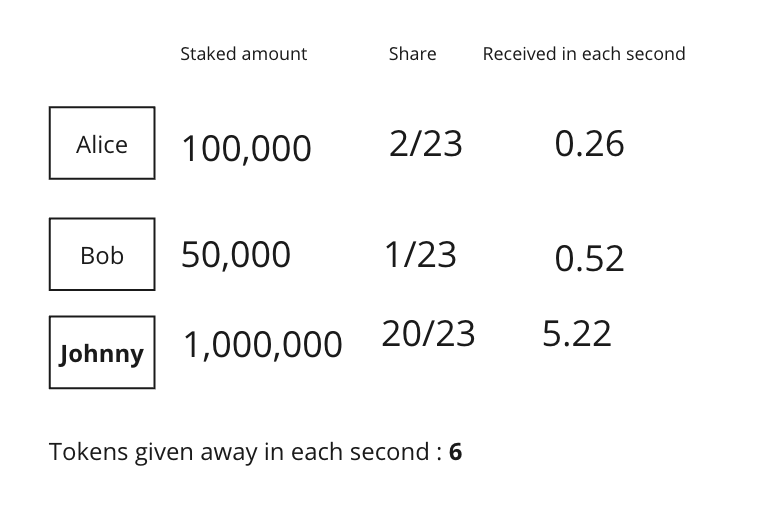 Staked amount Share Received in each second
Alice 100,000 2/23 0.26
Bob 50,000 1/23 0.52
Johnny 1,000,000 20/23 5.22
Tokens given away in each second : 6